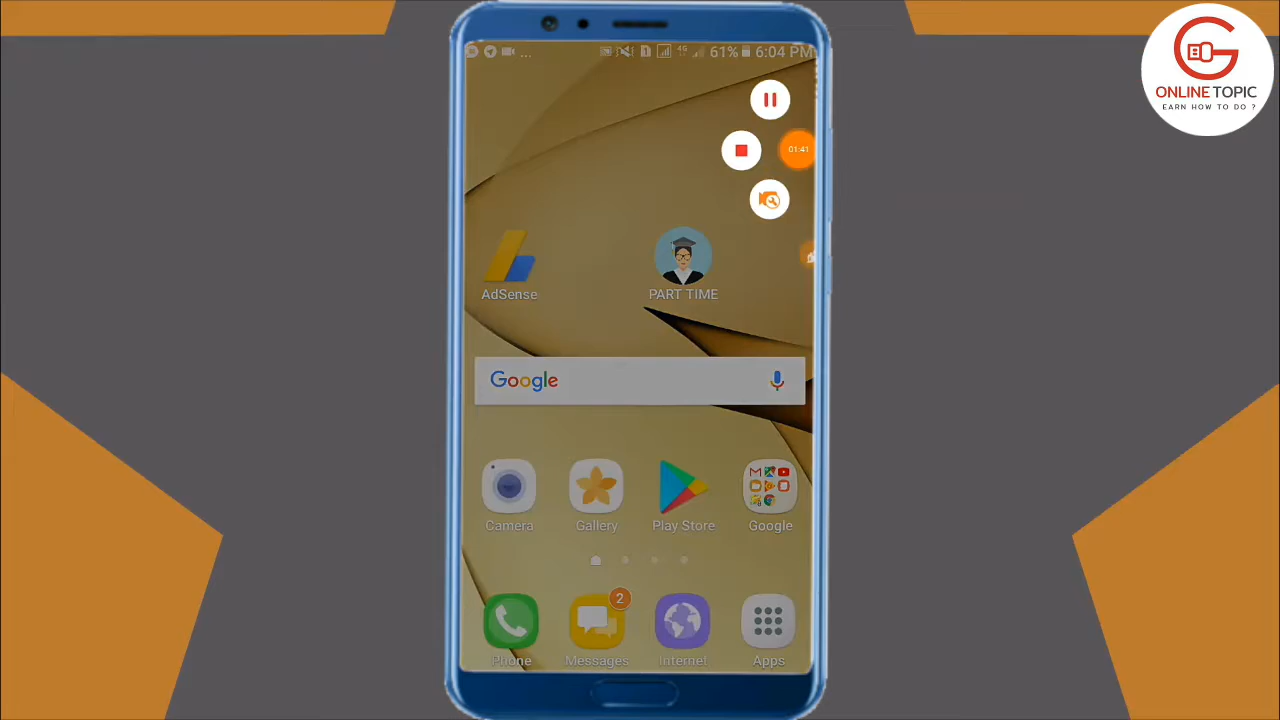 ... 4G 61% 6:04 PM
ONLINE TOPIC
EARN HOW TO DO ?
01:41
AdSense
PART TIME
Google
Camera
Gallery
Play Store
Google
2
Phone
Messages
Internet
Apps